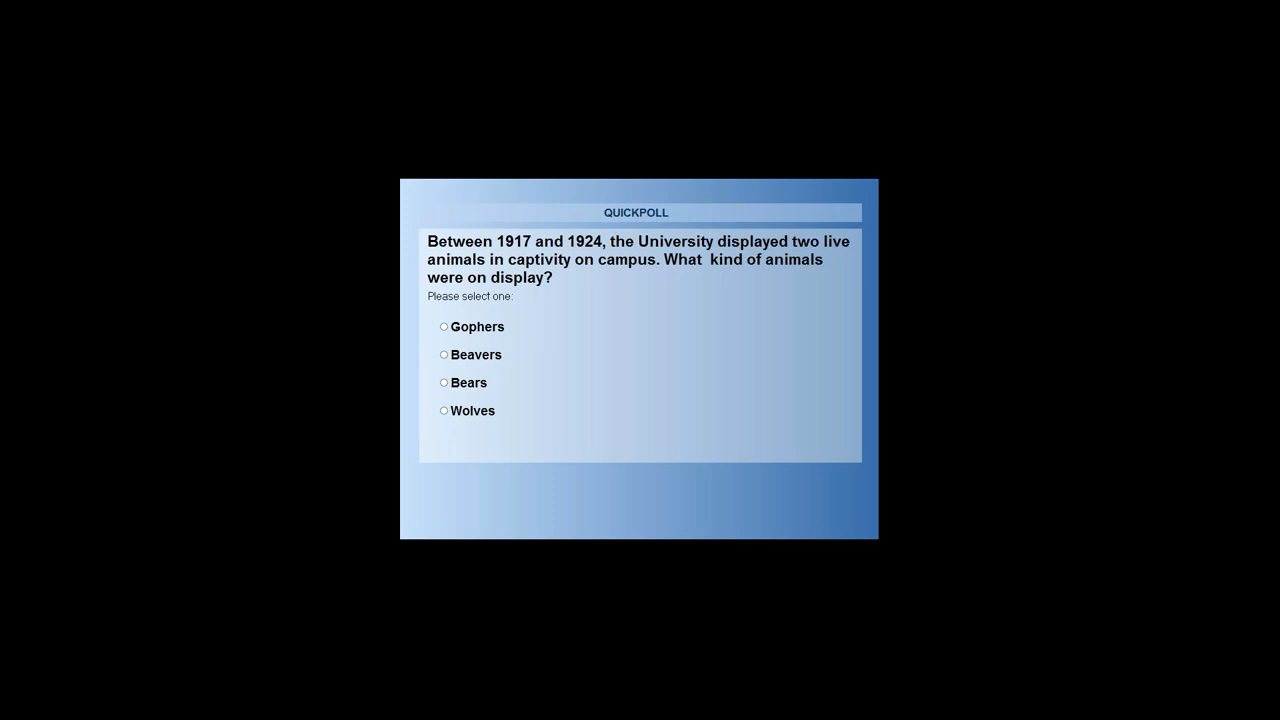 QUICKPOLL
Between 1917 and 1924, the University displayed two live
animals in captivity on campus. What  kind of animals
were on display?
Please select one:
Gophers
Beavers
Bears
Wolves